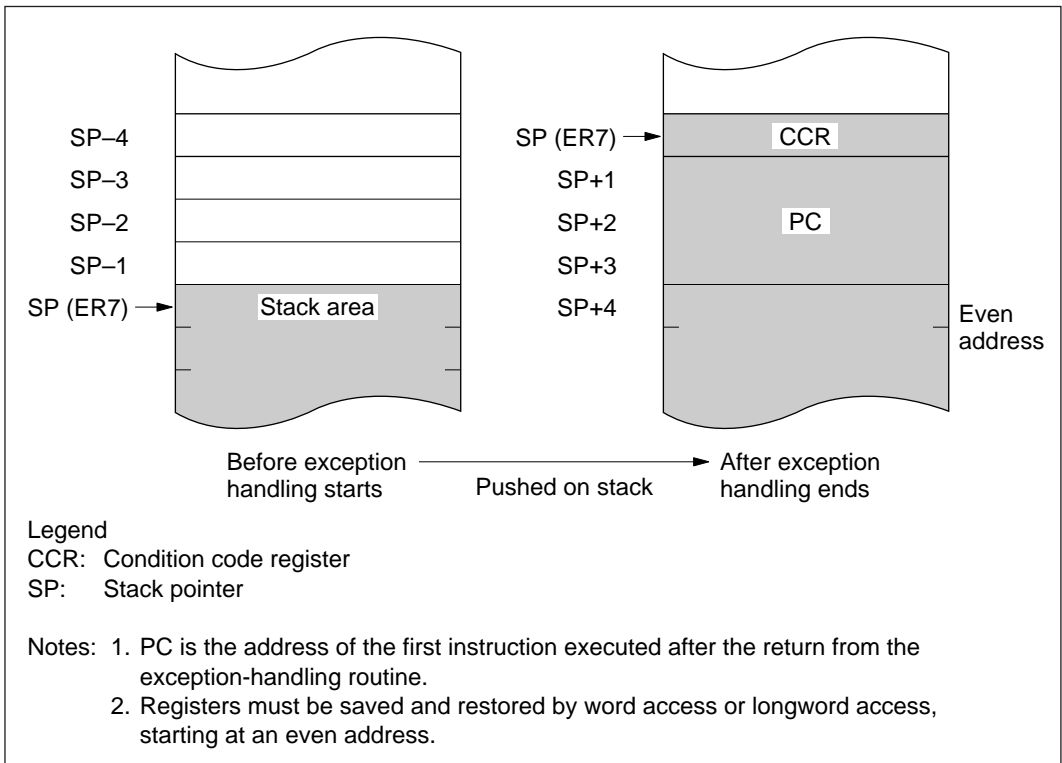 SP–4
SP–3
SP–2
SP–1
SP (ER7)
Stack area
SP (ER7)
SP+1
SP+2
SP+3
SP+4
CCR
PC
Even
address
Before exception
handling starts
Pushed on stack
After exception
handling ends
Legend
CCR: Condition code register
SP: Stack pointer
Notes: 1. PC is the address of the first instruction executed after the return from the
exception-handling routine.
2. Registers must be saved and restored by word access or longword access,
starting at an even address.